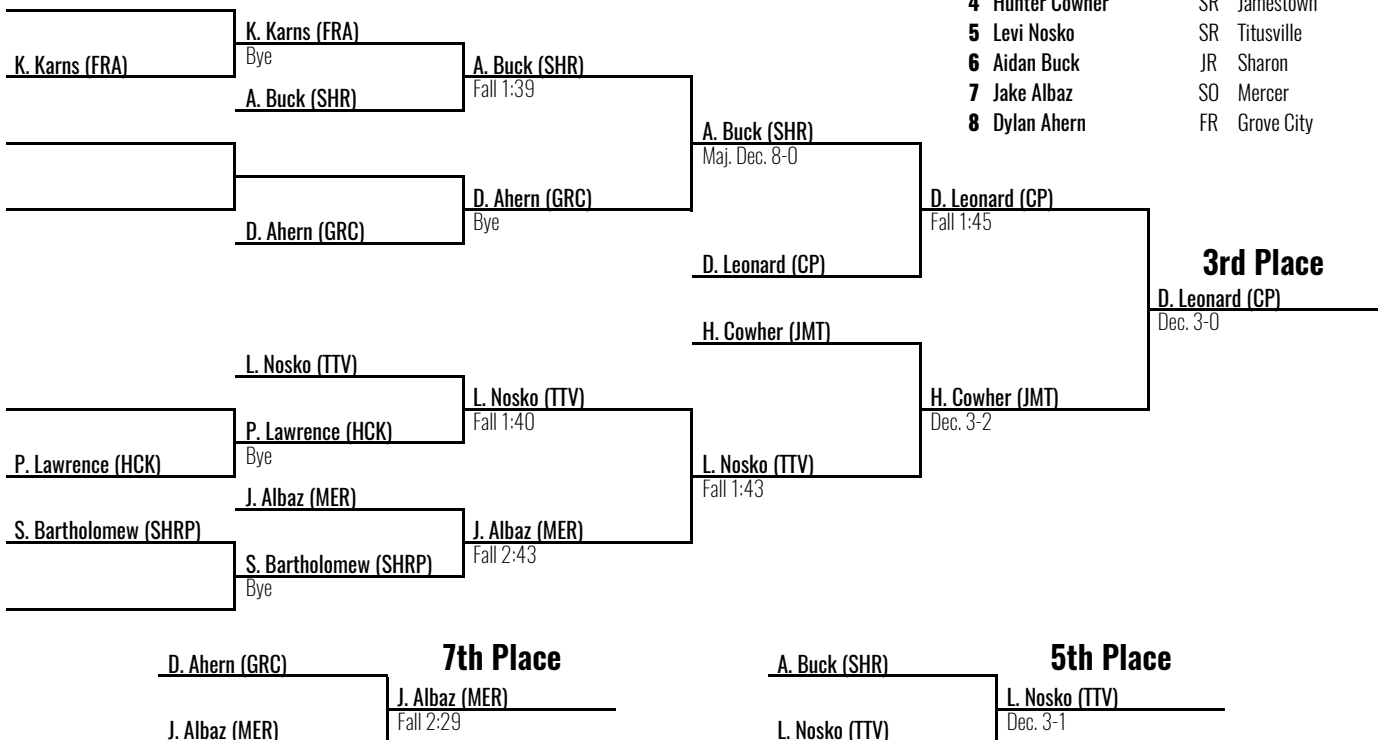 4 Hunter Cowher SR Jamestown
5 Levi Nosko SR Titusville
6 Aidan Buck JR Sharon
7 Jake Albaz SO Mercer
8 Dylan Ahern FR Grove City
K. Karns (FRA)
K. Karns (FRA)
Bye
A. Buck (SHR)
A. Buck (SHR)
Fall 1:39
D. Ahern (GRC)
D. Ahern (GRC)
Bye
A. Buck (SHR)
Maj. Dec. 8-0
D. Leonard (CP)
D. Leonard (CP)
Fall 1:45
3rd Place
D. Leonard (CP)
Dec. 3-0
H. Cowher (JMT)
H. Cowher (JMT)
Dec. 3-2
L. Nosko (TTV)
L. Nosko (TTV)
Fall 1:40
P. Lawrence (HCK)
P. Lawrence (HCK)
Bye
L. Nosko (TTV)
Fall 1:43
J. Albaz (MER)
J. Albaz (MER)
Fall 2:43
S. Bartholomew (SHRP)
S. Bartholomew (SHRP)
Bye
7th Place
D. Ahern (GRC)
J. Albaz (MER)
Fall 2:29
J. Albaz (MER)
5th Place
A. Buck (SHR)
L. Nosko (TTV)
Dec. 3-1
L. Nosko (TTV)